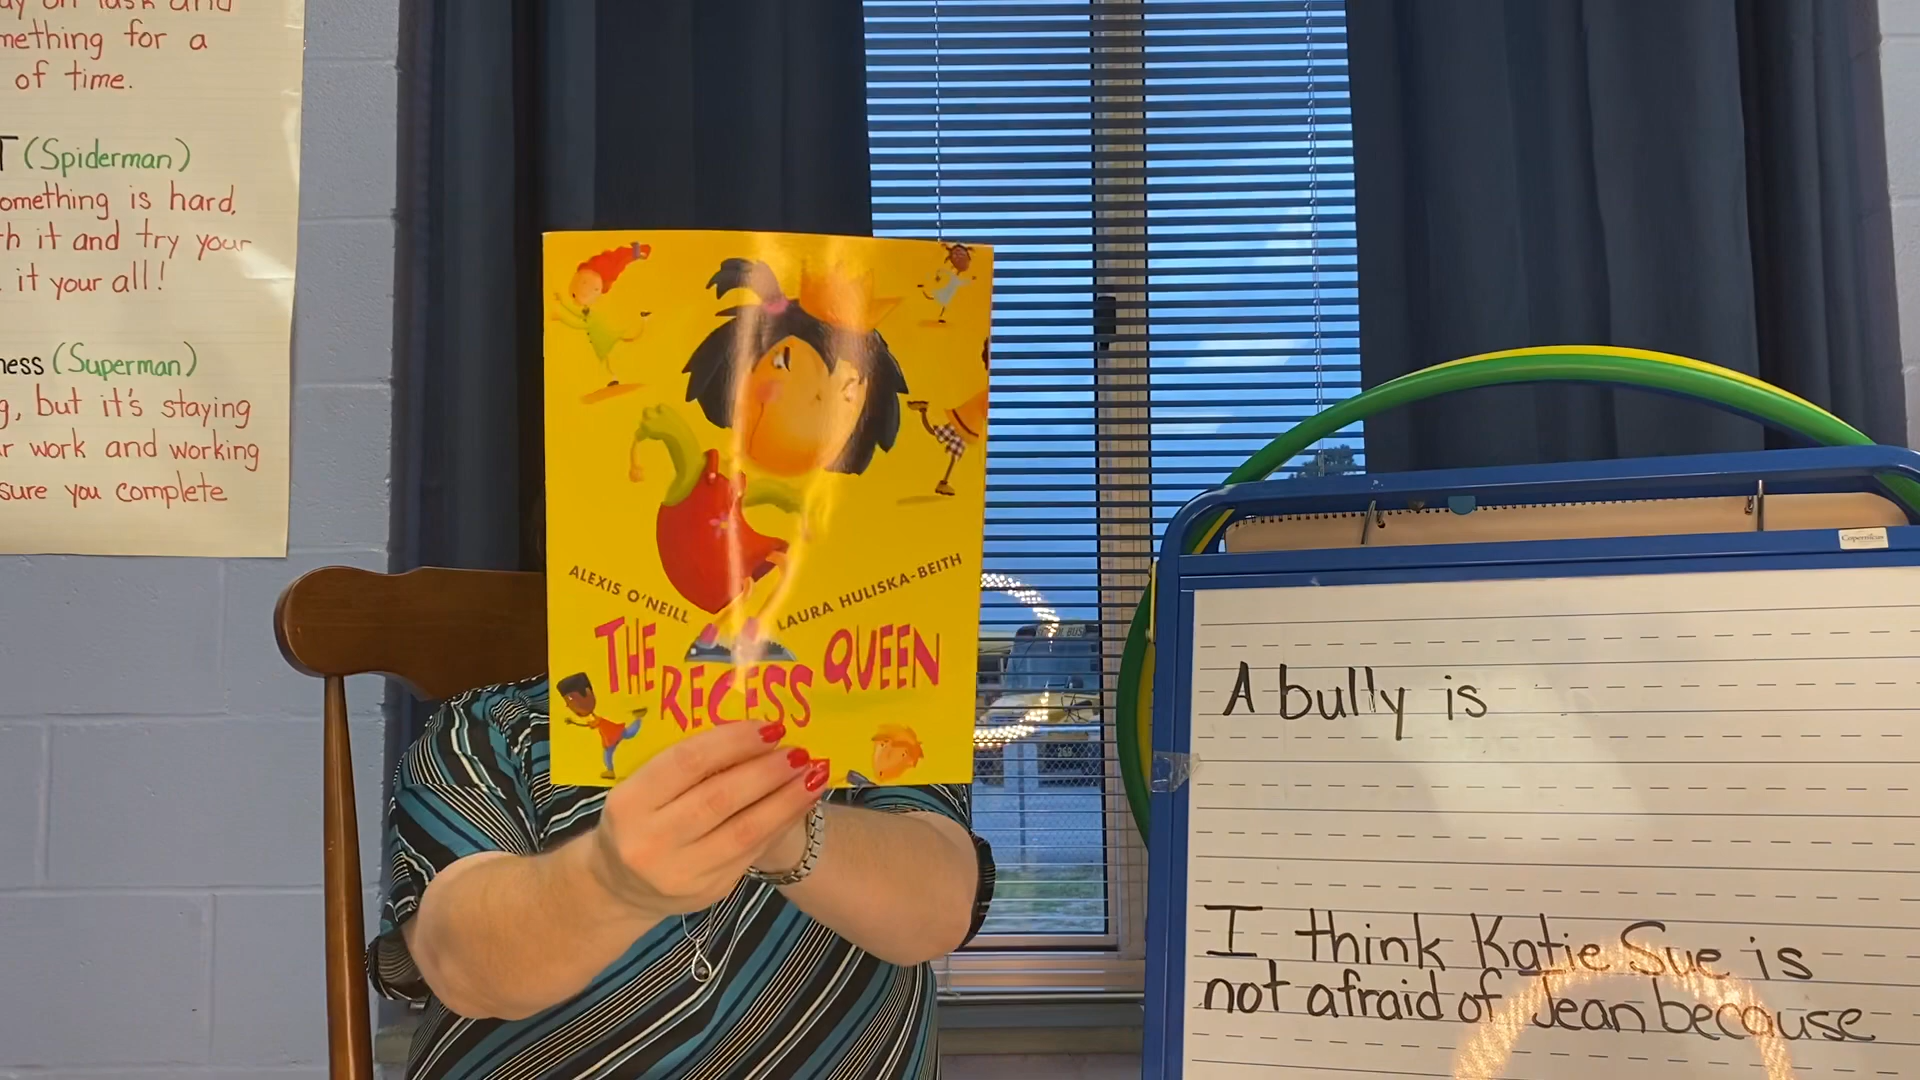 mething for a
of time.
T (Spiderman)
omething is hard,
h it and try your
it your all!
ness (Superman)
g, but it's staying
r work and working
sure you complete
ALEXIS O'NEILL
LAURA HULISKA-BEITH
THE RECESS QUEEN
Copernicus
A bully is
I think Katie Sue is
not afraid of Jean because